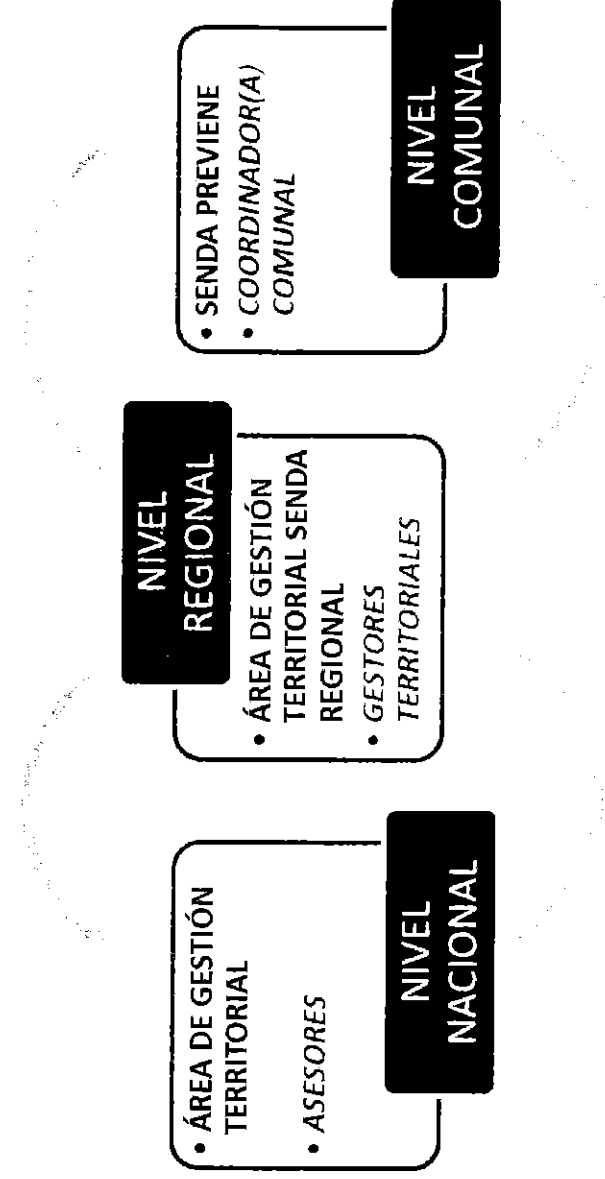 • ÁREA DE GESTIÓN
TERRITORIAL
• ASESORES
NIVEL
NACIONAL
NIVEL
REGIONAL
• ÁREA DE GESTIÓN
TERRITORIAL SENDA
REGIONAL
• GESTORES
TERRITORIALES
• SENDA PREVIENE
• COORDINADOR(A)
COMUNAL
NIVEL
COMUNAL